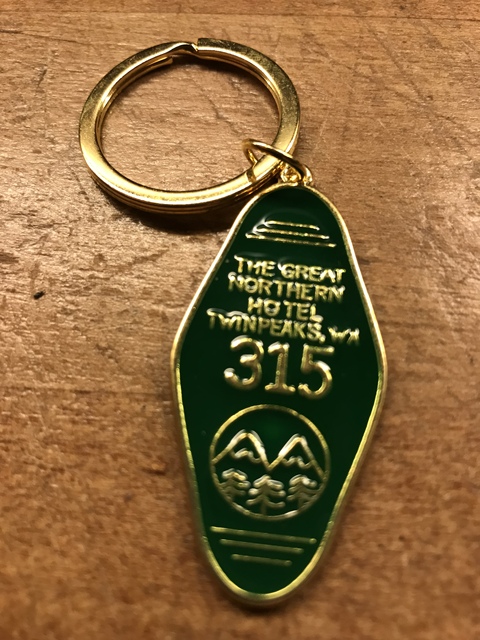 THE GREAT
NORTHERN
HOTEL
TWIN PEAKS, WA
315